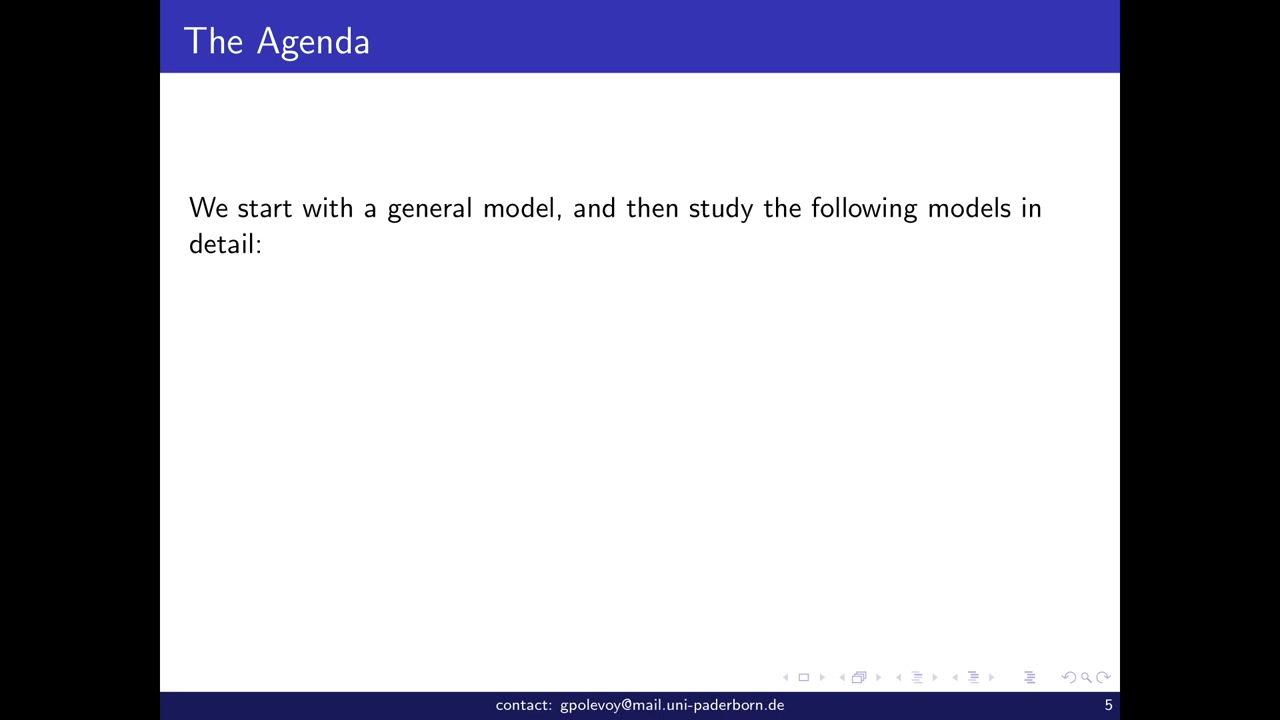 The Agenda
We start with a general model, and then study the following models in
detail:
contact: gpolevoy@mail.uni-paderborn.de
5